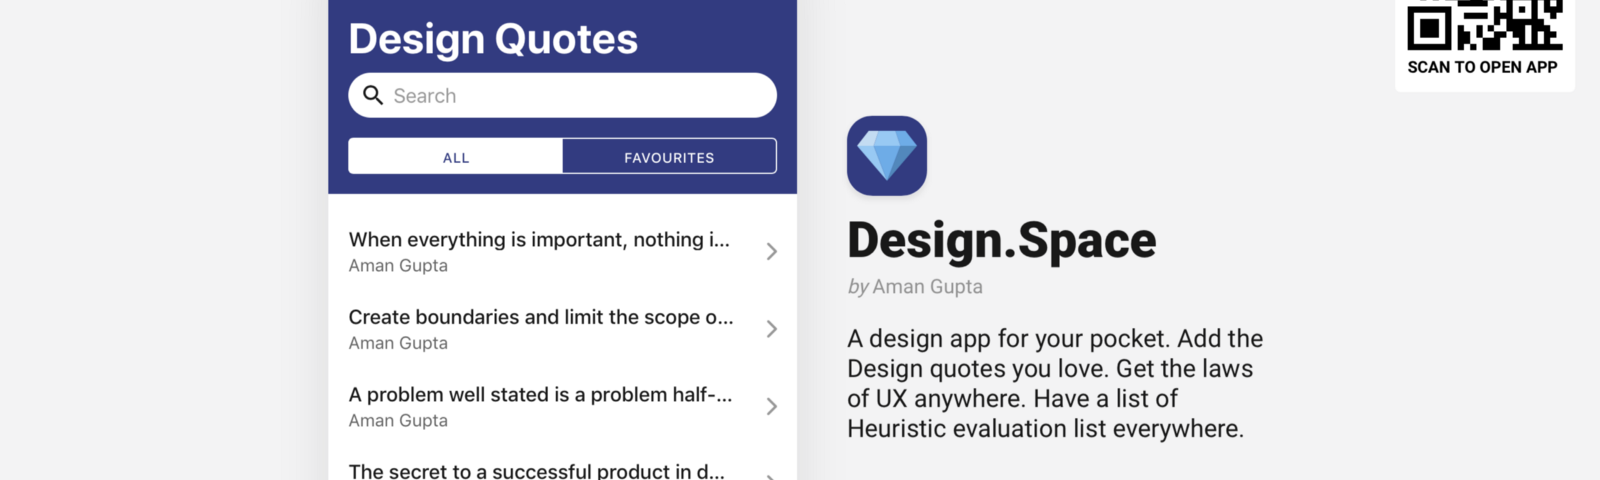 Design Quotes
Search
ALL
FAVOURITES
When everything is important, nothing i...
Aman Gupta
Create boundaries and limit the scope o...
Aman Gupta
A problem well stated is a problem half-...
Aman Gupta
The secret to a successful product in d...
SCAN TO OPEN APP
Design.Space
by Aman Gupta
A design app for your pocket. Add the
Design quotes you love. Get the laws
of UX anywhere. Have a list of
Heuristic evaluation list everywhere.